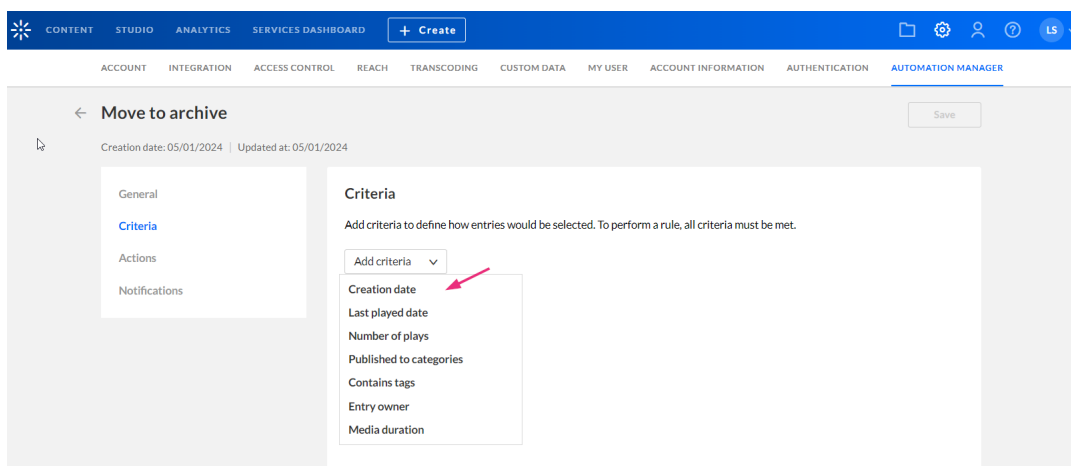 CONTENT STUDIO ANALYTICS SERVICES DASHBOARD + Create LS
ACCOUNT INTEGRATION ACCESS CONTROL REACH TRANSCODING CUSTOM DATA MY USER ACCOUNT INFORMATION AUTHENTICATION AUTOMATION MANAGER
Move to archive Save
Creation date: 05/01/2024 | Updated at: 05/01/2024
General
Criteria
Actions
Notifications
Criteria
Add criteria to define how entries would be selected. To perform a rule, all criteria must be met.
Add criteria
Creation date
Last played date
Number of plays
Published to categories
Contains tags
Entry owner
Media duration